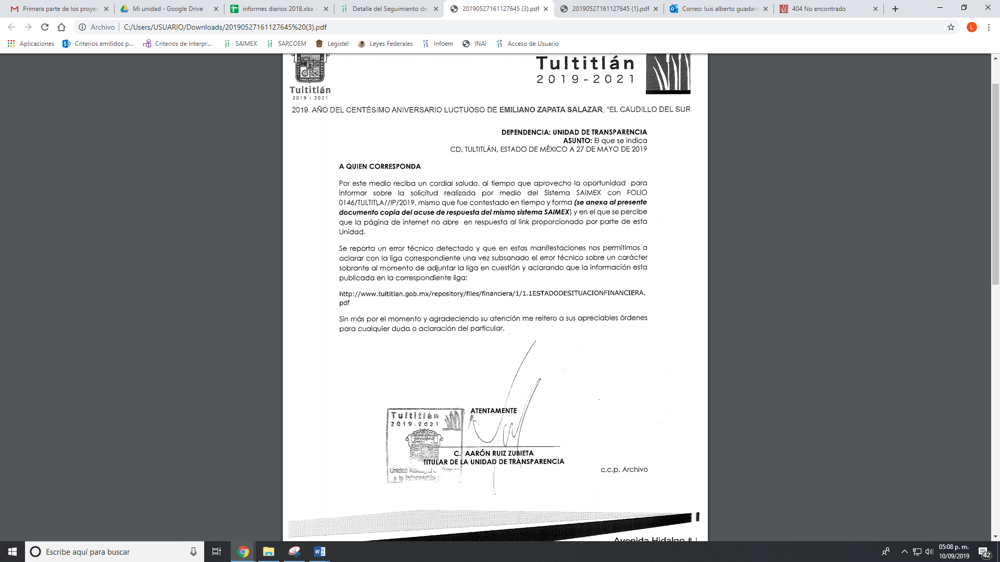 Primera parte de los proyec
Mi unidad - Google Drive
informes diarios 2018.xlsx -
Detalle del Seguimiento de
20190527161127645 (3).pdf
20190527161127645 (1).pdf
Correo: luis alberto guadarr
404 No encontrado
Archivo
C:/Users/USUARIO/Downloads/20190527161127645%20(3).pdf
L
Aplicaciones
Criterios emitidos p...
Criterios de Interpr...
SAIMEX
SARCOEM
Legistel
Leyes Federales
Infoem
INAI
Acceso de Usuario
Tultitlán
2019 - 2021
Tultitlán
2019-2021
2019. AÑO DEL CENTÉSIMO ANIVERSARIO LUCTUOSO DE EMILIANO ZAPATA SALAZAR, "EL CAUDILLO DEL SUR
DEPENDENCIA: UNIDAD DE TRANSPARENCIA
ASUNTO: El que se indica
CD. TULTITLÁN, ESTADO DE MÉXICO A 27 DE MAYO DE 2019
A QUIEN CORRESPONDA
Por este medio reciba un cordial saludo, al tiempo que aprovecho la oportunidad para
informar sobre la solicitud realizada por medio del Sistema SAIMEX con FOLIO
0146/TULTITLA//IP/2019, mismo que fue contestado en tiempo y forma (se anexa al presente
documento copia del acuse de respuesta del mismo sistema SAIMEX) y en el que se percibe
que la página de internet no abre en respuesta al link proporcionado por parte de esta
Unidad.
Se reporta un error técnico detectado y que en estas manifestaciones nos permitimos a
aclarar con la liga correspondiente una vez subsanado el error técnico sobre un carácter
sobrante al momento de adjuntar la liga en cuestión y aclarando que la información esta
publicada en la correspondiente liga:
http://www.tultitlan.gob.mx/repository/files/financiera/1/1.1ESTADODESITUACIONFINANCIERA.
pdf
Sin más por el momento y agradeciendo su atención me reitero a sus apreciables órdenes
para cualquier duda o aclaración del particular.
ATENTAMENTE
Tultitlán
2019-2021
C. AARÓN RUIZ ZUBIETA
TITULAR DE LA UNIDAD DE TRANSPARENCIA
Unidad
a la Información
c.c.p. Archivo
Avenida Hidalgo #
Escribe aquí para buscar
05:08 p. m.
10/09/2019
42